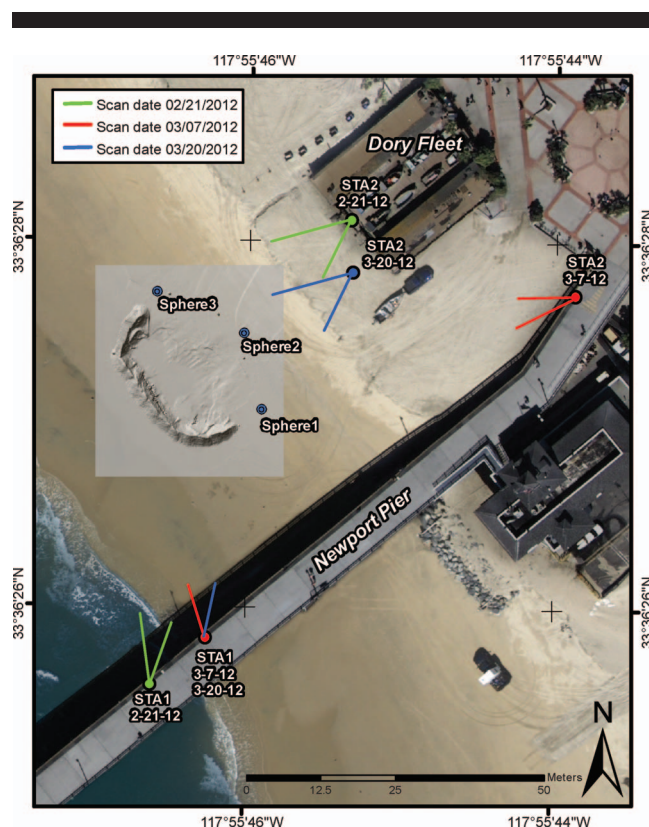 117°55'46"W
117°55'44"W
Scan date 02/21/2012
Scan date 03/07/2012
Scan date 03/20/2012
Dory Fleet
STA2
2-21-12
33°36'28"N
33°36'28"N
STA2
3-20-12
STA2
3-7-12
Sphere3
Sphere2
Sphere1
Newport Pier
33°36'26"N
33°36'26"N
STA1
3-7-12
3-20-12
STA1
2-21-12
N
Meters
0 12.5 25 50
117°55'46"W
117°55'44"W